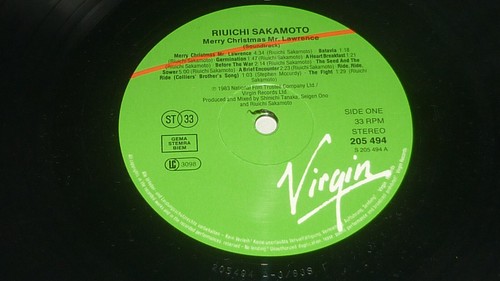 RIUICHI SAKAMOTO
Merry Christmas Mr. Lawrence
(Soundtrack)
Merry Christmas Mr. Lawrence 4:34 (Riuichi Sakamoto) - Batavia 1:18
(Riuichi Sakamoto) - Germination 1:47 (Riuichi Sakamoto) - A Heart Breakfast 1:21
(Riuichi Sakamoto) - Before The War 2:14 (Riuichi Sakamoto) - The Seed And The
Sower 5:00 (Riuichi Sakamoto) - A Brief Encounter 2:23 (Riuichi Sakamoto) - Ride, Ride,
Ride (Celliers' Brother's Song) 1:03 (Stephen Mccurdy) - The Fight 1:29 (Riuichi
Sakamoto)
℗ 1983 National Film Trustee Company Ltd /
Virgin Records Ltd.
Produced and Mixed by Shinichi Tanaka, Seigen Ono
and Riuichi Sakamoto
ST 33
GEMA
STEMRA
BIEM
LC 3098
SIDE ONE
33 RPM
STEREO
205 494
S 205 494 A
Virgin